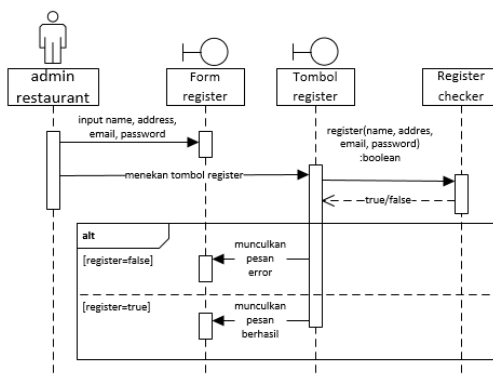 admin
restaurant
Form
register
Tombol
register
Register
checker
input name, address,
email, password
register(name, addres,
email, password)
:boolean
menekan tombol register
true/false
alt
[register=false]
munculkan
pesan
error
[register=true]
munculkan
pesan
berhasil